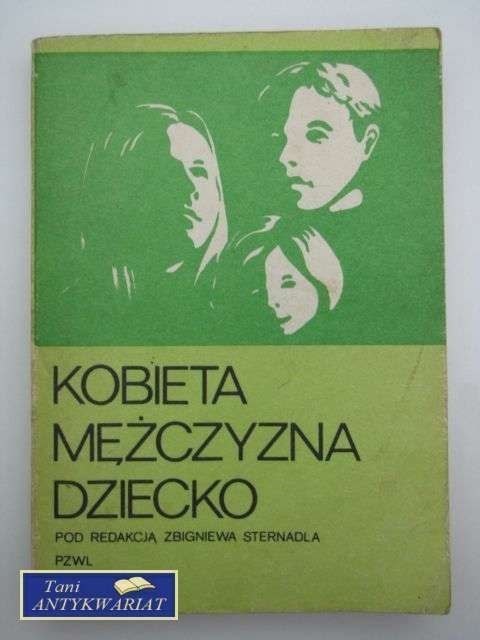 KOBIETA
MĘŻCZYZNA
DZIECKO
POD REDAKCJĄ ZBIGNIEWA STERNADLA
PZWL
Tani
ANTYKWARIAT